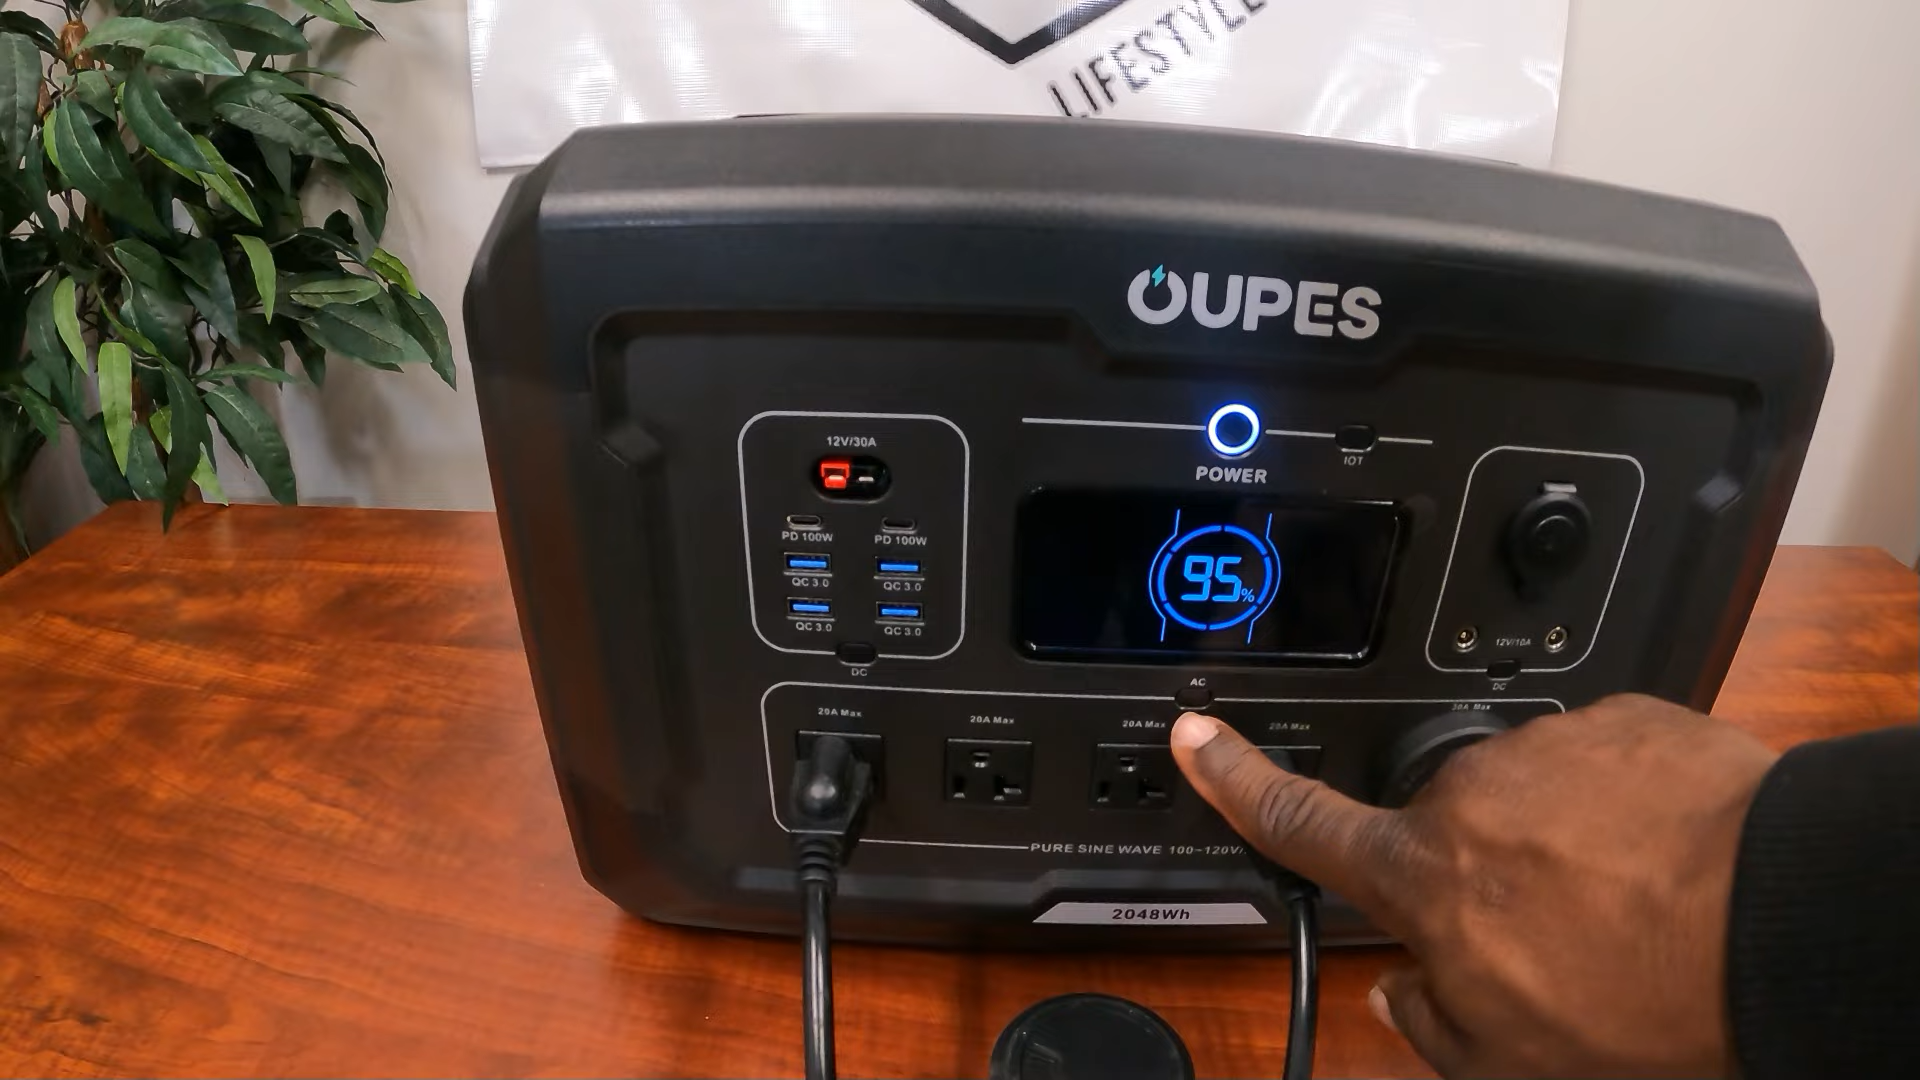 LIFESTYLE
OUPES
12V/30A
POWER
IOT
PD 100W
PD 100W
QC 3.0
QC 3.0
QC 3.0
QC 3.0
95%
12V/10A
DC
DC
AC
20A Max
20A Max
20A Max
20A Max
30A Max
PURE SINE WAVE 100~120V/
2048Wh